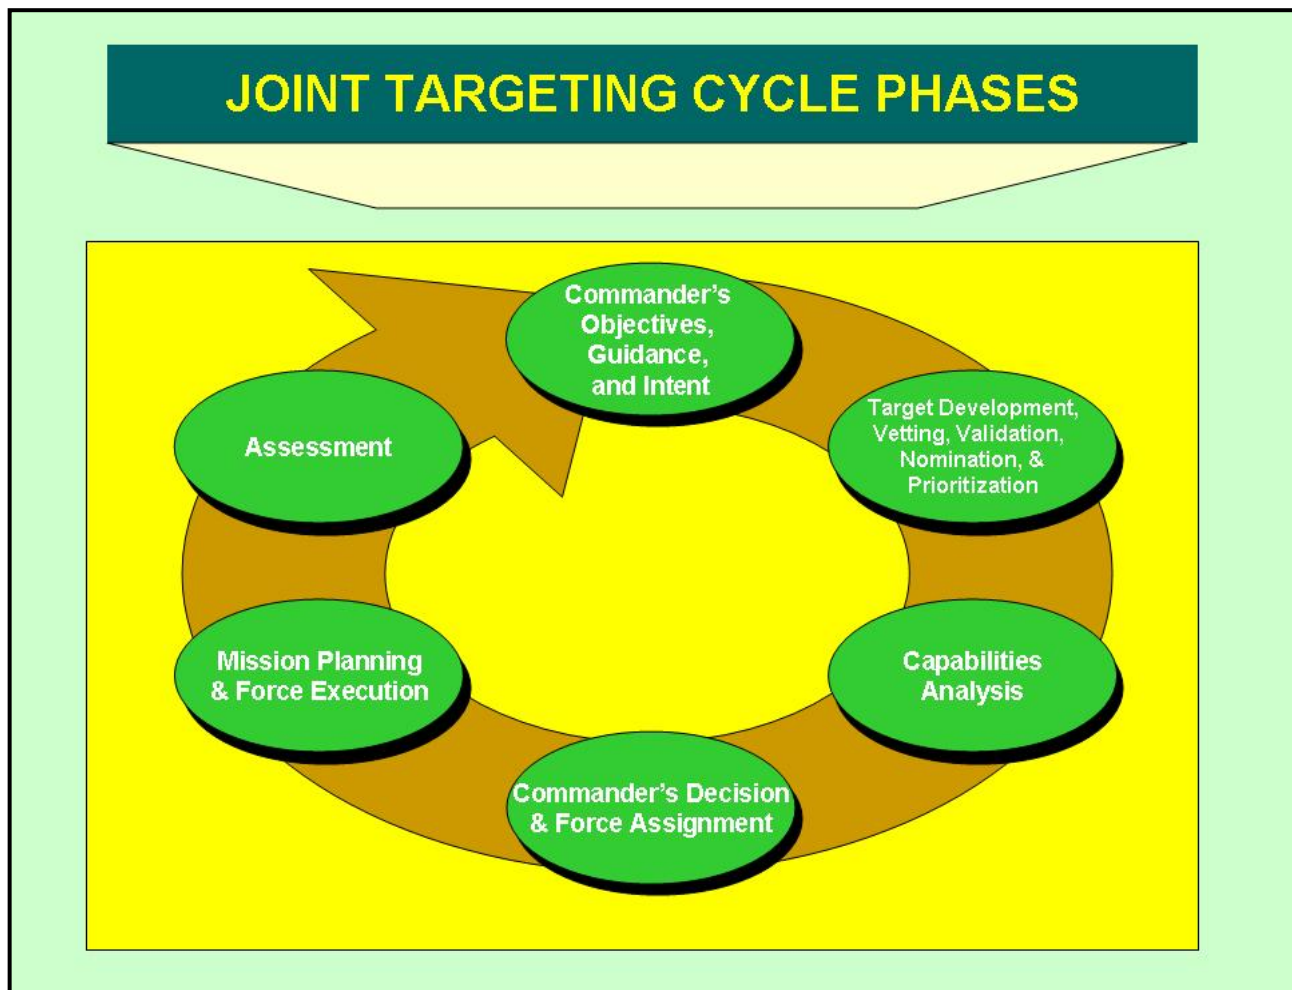 JOINT TARGETING CYCLE PHASES
Commander’s
Objectives,
Guidance,
and Intent
Target Development,
Vetting, Validation,
Nomination, &
Prioritization
Capabilities
Analysis
Commander’s Decision
& Force Assignment
Mission Planning
& Force Execution
Assessment